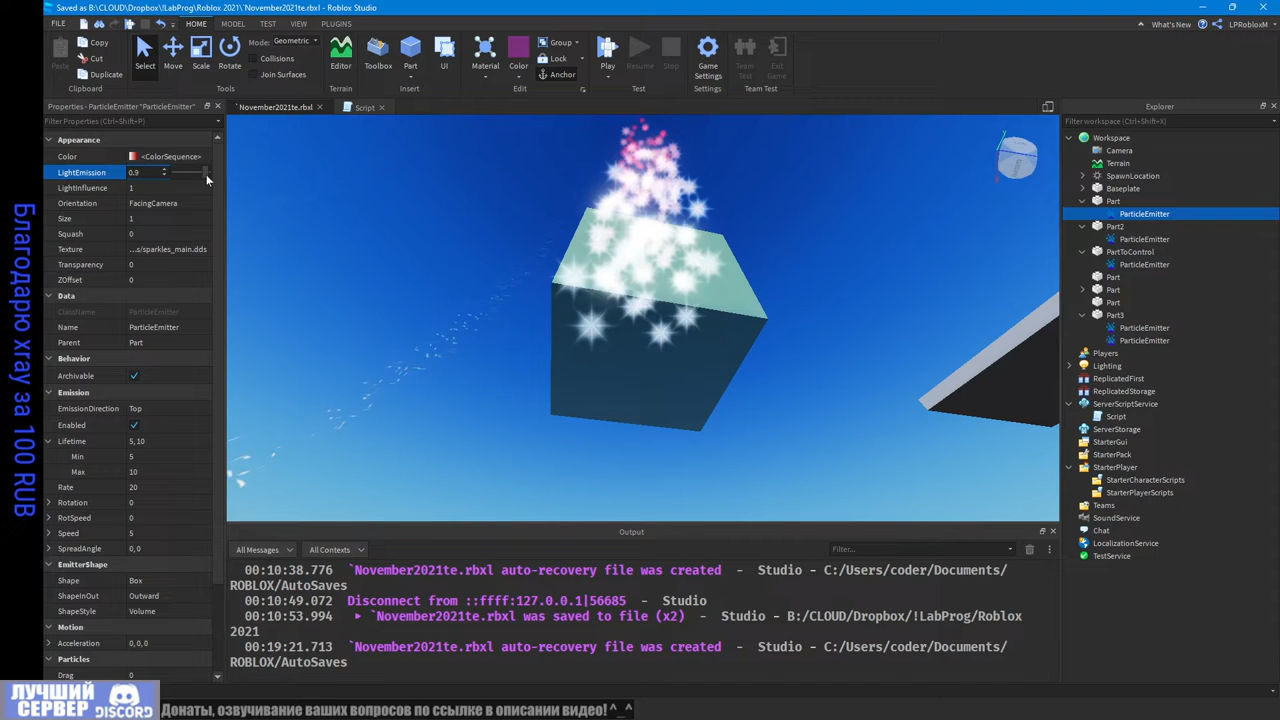 Saved as B:\CLOUD\Dropbox\!LabProg\Roblox 2021\`November2021te.rbxl - Roblox Studio
FILE HOME MODEL TEST VIEW PLUGINS What's New LPRobloxM
Paste Copy Cut Duplicate
Clipboard
Select Move Scale Rotate
Mode: Geometric
Collisions
Join Surfaces
Tools
Editor
Terrain
Toolbox Part UI
Insert
Material Color Group Lock Anchor
Edit
Play Resume Stop
Test
Game Settings
Settings
Team Test Exit Game
Team Test
Properties - ParticleEmitter "ParticleEmitter"
Filter Properties (Ctrl+Shift+P)
Appearance
Color <ColorSequence>
LightEmission 0.9
LightInfluence 1
Orientation FacingCamera
Size 1
Squash 0
Texture ...s/sparkles_main.dds
Transparency 0
ZOffset 0
Data
ClassName ParticleEmitter
Name ParticleEmitter
Parent Part
Behavior
Archivable
Emission
EmissionDirection Top
Enabled
Lifetime 5, 10
Min 5
Max 10
Rate 20
Rotation 0
RotSpeed 0
Speed 5
SpreadAngle 0, 0
EmitterShape
Shape Box
ShapeInOut Outward
ShapeStyle Volume
Motion
Acceleration 0, 0, 0
Particles
Drag 0
`November2021te.rbxl Script
Output
All Messages All Contexts Filter...
00:10:38.776 `November2021te.rbxl auto-recovery file was created - Studio - C:/Users/coder/Documents/
ROBLOX/AutoSaves
00:10:49.072 Disconnect from ::ffff:127.0.0.1|56685 - Studio
00:10:53.994 `November2021te.rbxl was saved to file (x2) - Studio - B:/CLOUD/Dropbox/!LabProg/Roblox
2021
00:19:21.713 `November2021te.rbxl auto-recovery file was created - Studio - C:/Users/coder/Documents/
ROBLOX/AutoSaves
Explorer
Filter workspace (Ctrl+Shift+X)
Workspace
Camera
Terrain
SpawnLocation
Baseplate
Part
ParticleEmitter
Part2
ParticleEmitter
PartToControl
ParticleEmitter
Part
Part
Part
Part3
ParticleEmitter
ParticleEmitter
Players
Lighting
ReplicatedFirst
ReplicatedStorage
ServerScriptService
Script
ServerStorage
StarterGui
StarterPack
StarterPlayer
StarterCharacterScripts
StarterPlayerScripts
Teams
SoundService
Chat
LocalizationService
TestService
Благодарю xray за 100 RUB
ЛУЧШИЙ
СЕРВЕР DISCORD
Донаты, озвучивание ваших вопросов по ссылке в описании видео! ^_^